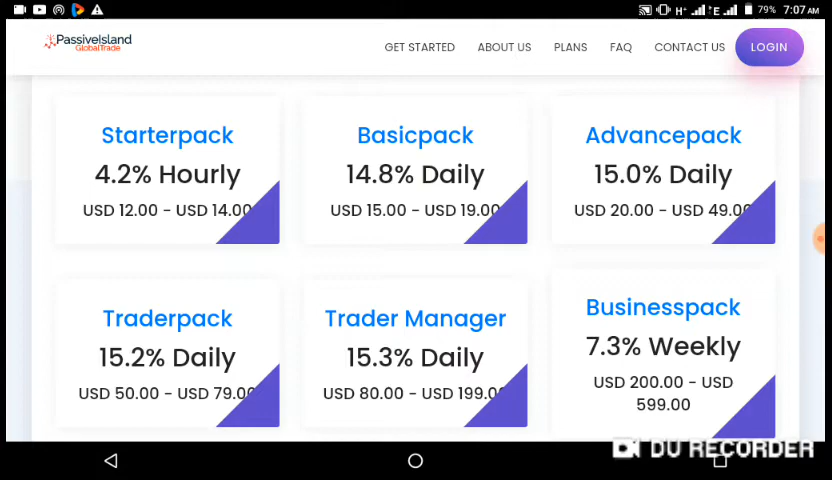 79% 7:07 AM
PassiveIsland
GlobalTrade
GET STARTED ABOUT US PLANS FAQ CONTACT US LOGIN
Starterpack
4.2% Hourly
USD 12.00 - USD 14.00
Basicpack
14.8% Daily
USD 15.00 - USD 19.00
Advancepack
15.0% Daily
USD 20.00 - USD 49.00
Traderpack
15.2% Daily
USD 50.00 - USD 79.00
Trader Manager
15.3% Daily
USD 80.00 - USD 199.00
Businesspack
7.3% Weekly
USD 200.00 - USD
599.00
DU RECORDER